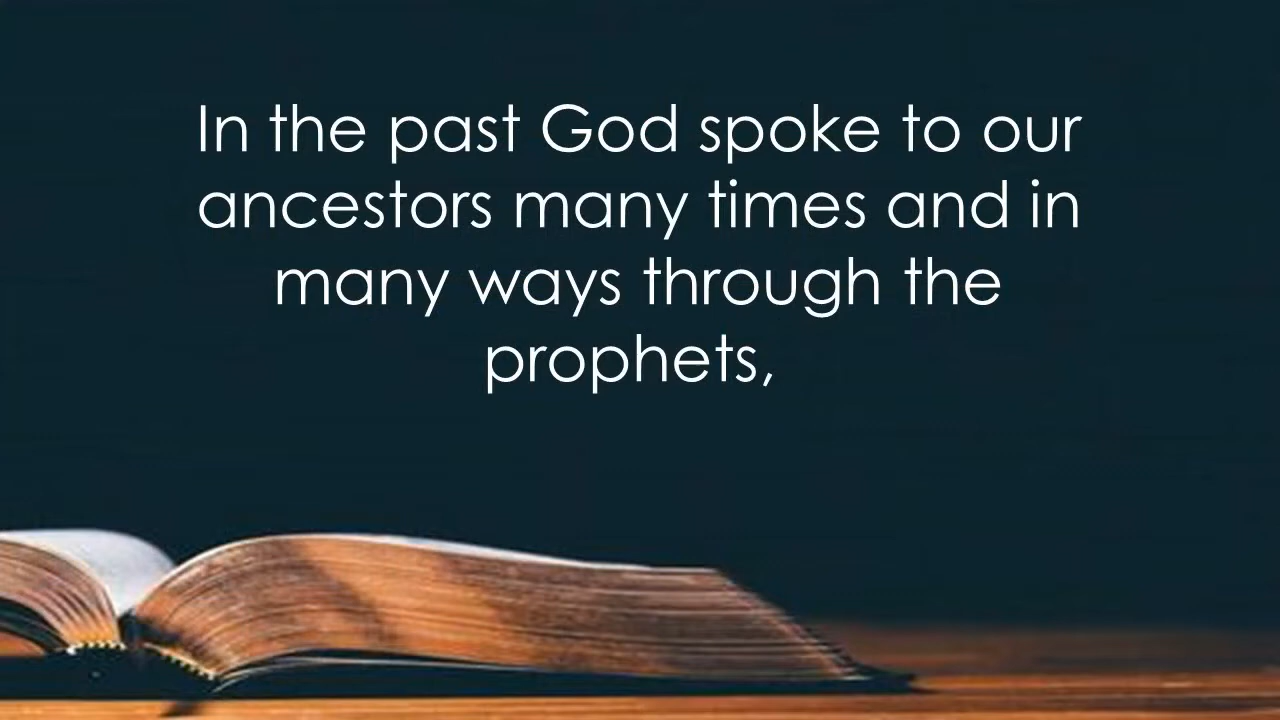 In the past God spoke to our
ancestors many times and in
many ways through the
prophets,